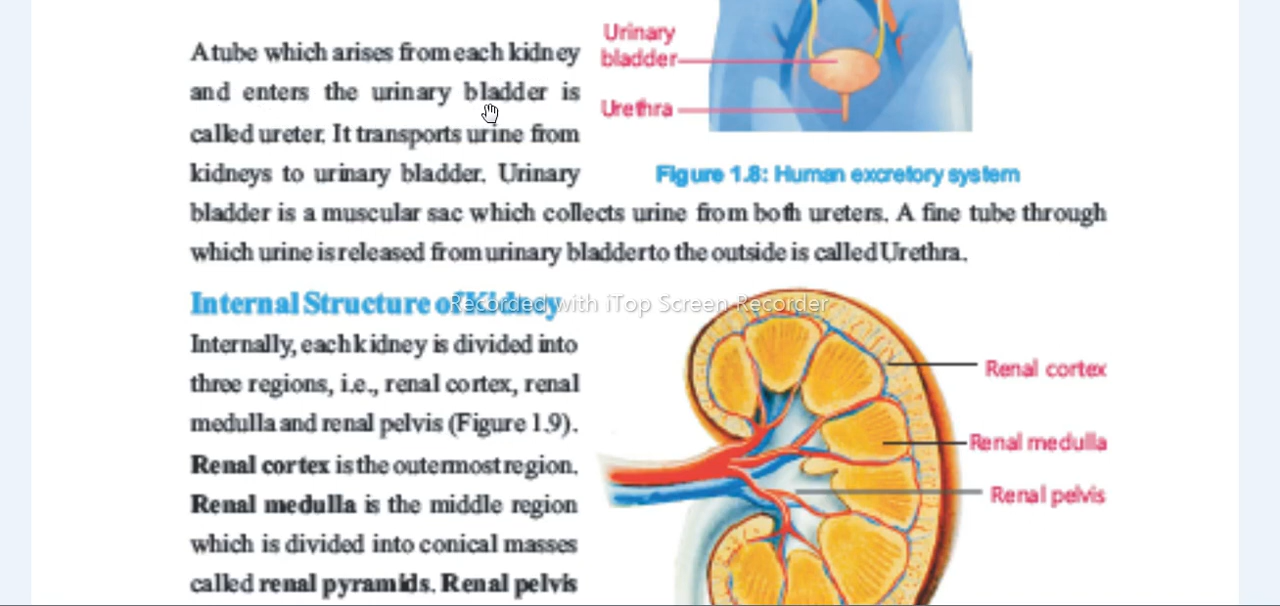 Urinary
bladder
A tube which arises from each kidney
and enters the urinary bladder is
Urethra
called ureter. It transports urine from
kidneys to urinary bladder. Urinary
Figure 1.8: Human excretory system
bladder is a muscular sac which collects urine from both ureters. A fine tube through
which urine is released from urinary bladder to the outside is called Urethra.
Internal Structure of Kidney
Recorded with iTop Screen Recorder
Internally, each kidney is divided into
three regions, i.e., renal cortex, renal
medulla and renal pelvis (Figure 1.9).
Renal cortex is the outermost region.
Renal medulla is the middle region
which is divided into conical masses
called renal pyramids. Renal pelvis
Renal cortex
Renal medulla
Renal pelvis